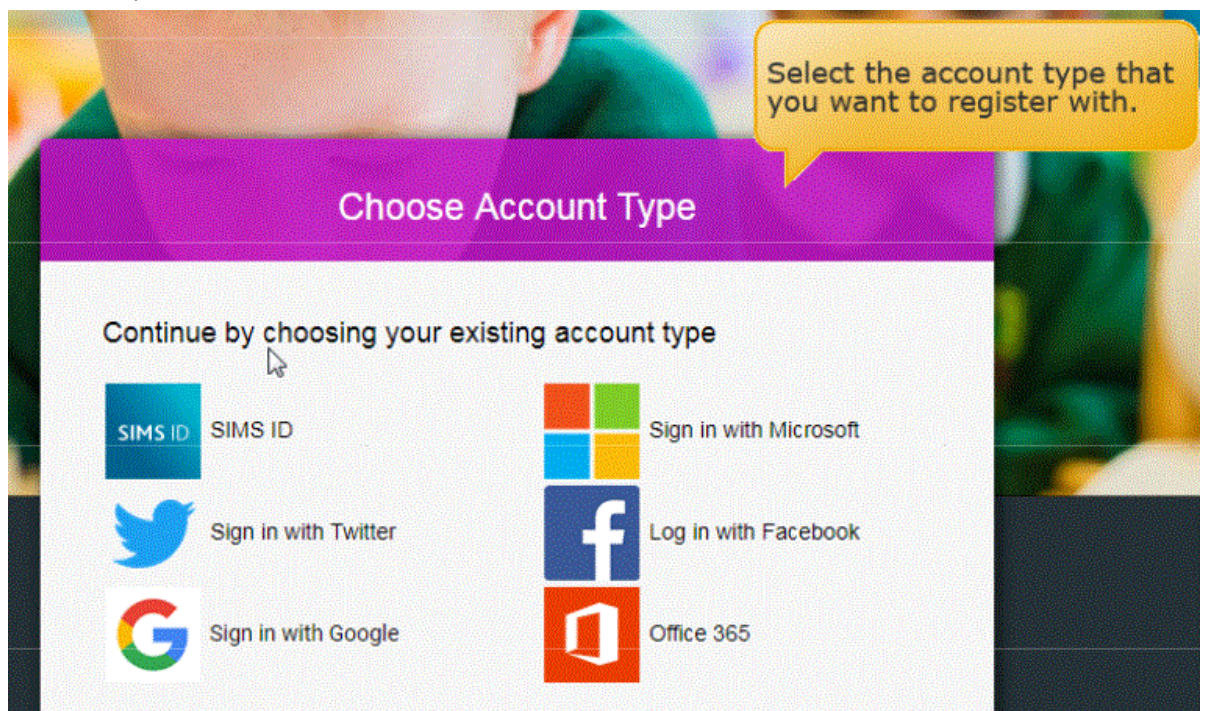 Select the account type that
you want to register with.
Choose Account Type
Continue by choosing your existing account type
SIMS ID SIMS ID
Sign in with Microsoft
Sign in with Twitter
Log in with Facebook
Sign in with Google
Office 365